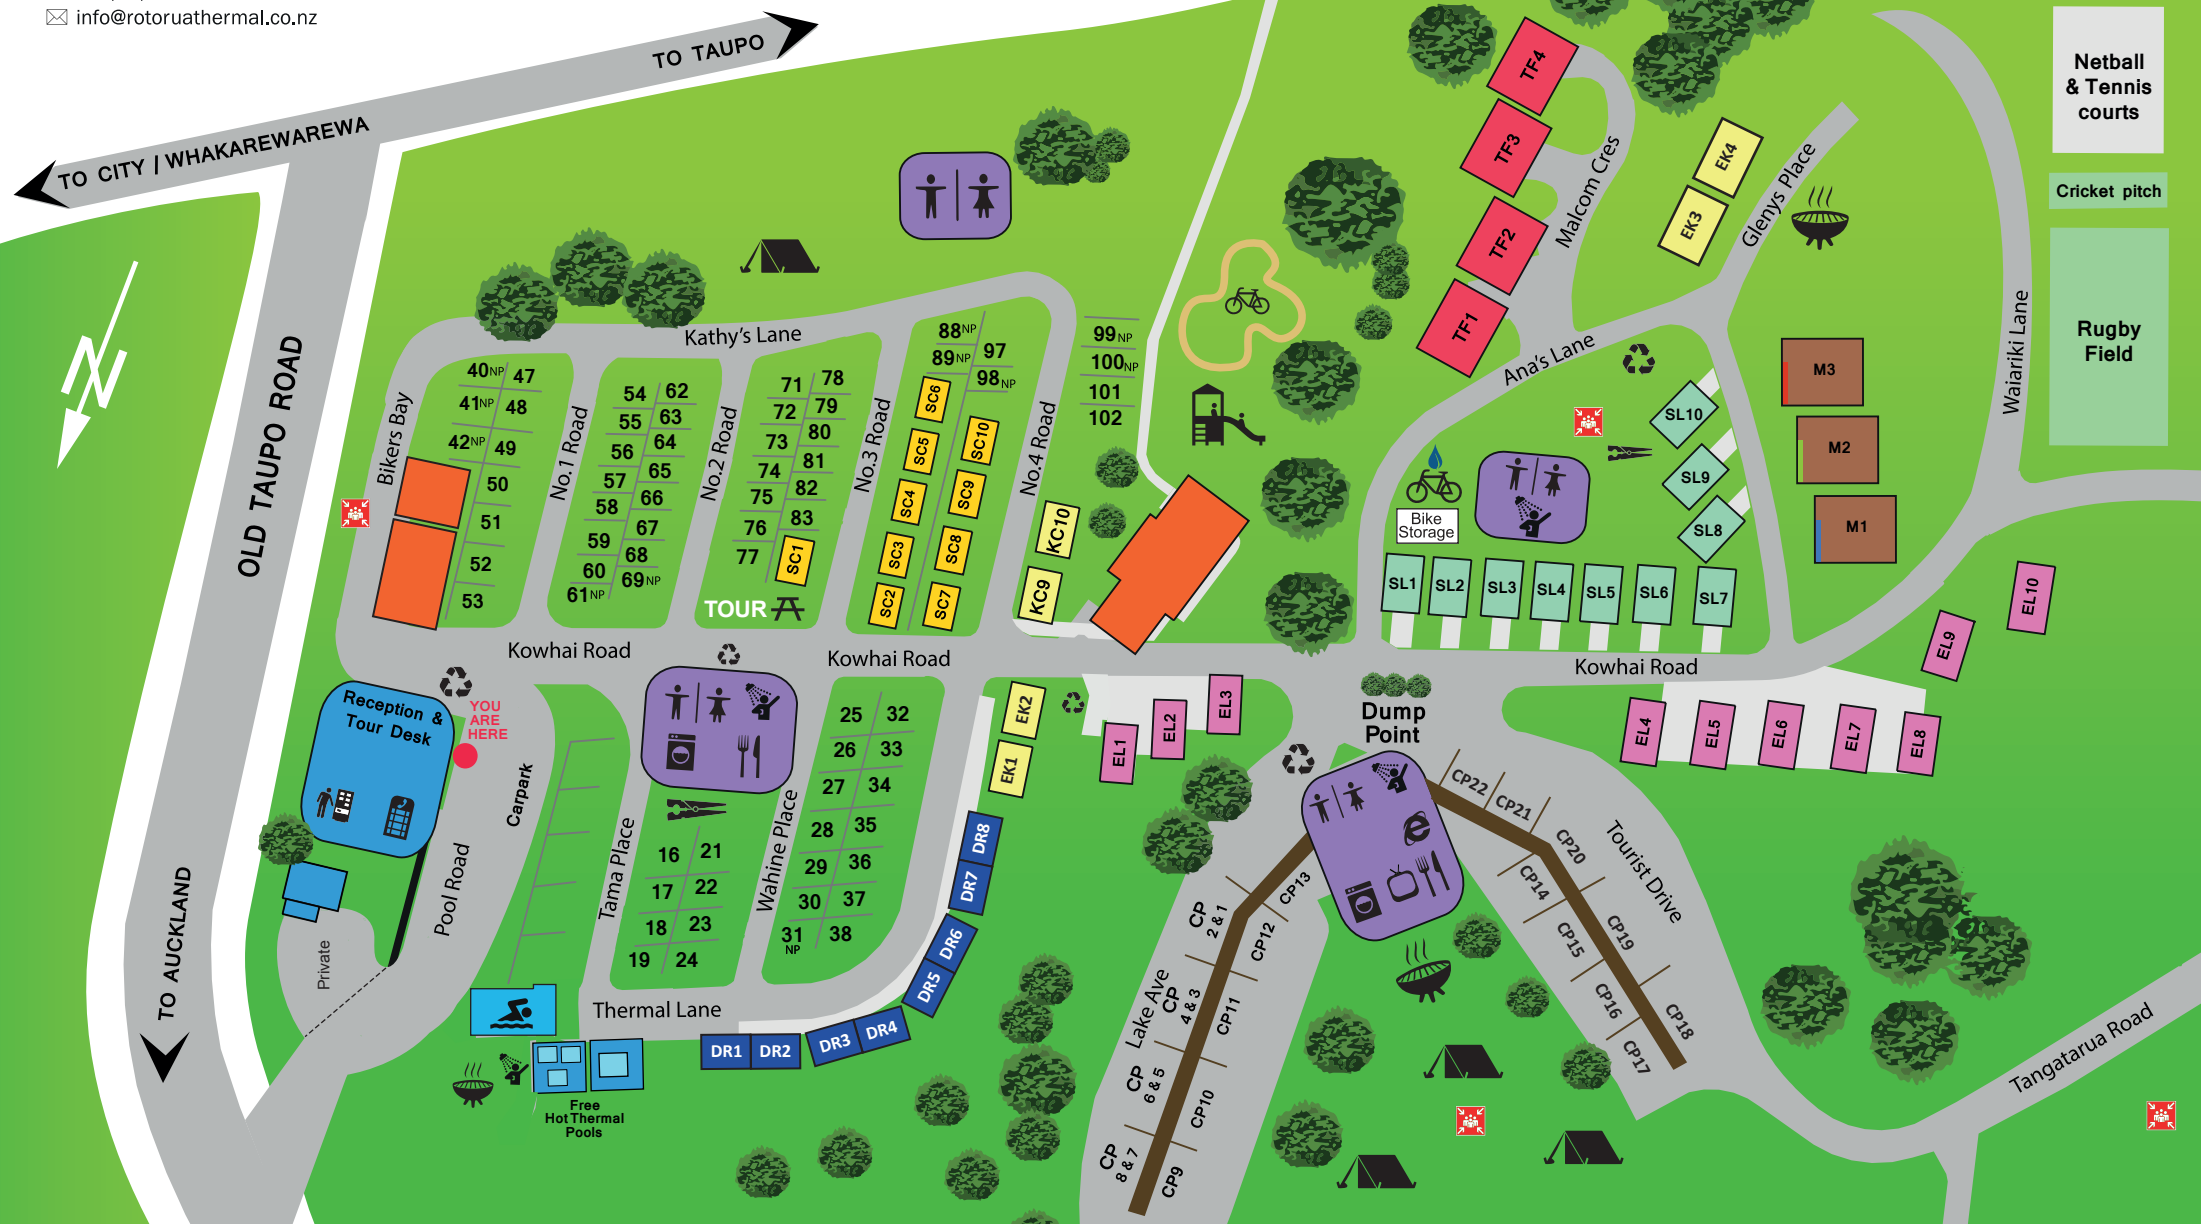 info@rotoruathermal.co.nz
TO TAUPO
TO CITY / WHAKAREWAREWA
OLD TAUPO ROAD
TO AUCKLAND
N
Netball
& Tennis
courts
Cricket pitch
Rugby
Field
TF4
TF3
TF2
TF1
Malcom Cres
EK4
EK3
Glenys Place
Waiariki Lane
Ana's Lane
Kathy's Lane
Bikers Bay
No.1 Road
No.2 Road
No.3 Road
No.4 Road
40NP
41NP
42NP
47
48
49
50
51
52
53
54
55
56
57
58
59
60
61NP
62
63
64
65
66
67
68
69NP
71
72
73
74
75
76
77
78
79
80
81
82
83
SC1
TOUR
88NP
89NP
97
98NP
SC6
SC5
SC4
SC3
SC2
SC10
SC9
SC8
SC7
99NP
100NP
101
102
KC10
KC9
M3
M2
M1
SL10
SL9
SL8
Bike
Storage
SL1
SL2
SL3
SL4
SL5
SL6
SL7
Kowhai Road
Kowhai Road
Kowhai Road
EL10
EL9
EL4
EL5
EL6
EL7
EL8
EL1
EL2
EL3
EK2
EK1
Dump
Point
Reception &
Tour Desk
YOU
ARE
HERE
Carpark
Pool Road
Private
Tama Place
Wahine Place
16
17
18
19
21
22
23
24
25
26
27
28
29
30
31
NP
32
33
34
35
36
37
38
Thermal Lane
DR8
DR7
DR6
DR5
DR4
DR3
DR2
DR1
Free
Hot Thermal
Pools
Lake Ave
CP
2 & 1
CP
4 & 3
CP
6 & 5
CP
8 & 7
CP13
CP12
CP11
CP10
CP9
CP22
CP21
CP20
CP19
CP18
CP14
CP15
CP16
CP17
Tourist Drive
Tangatarua Road